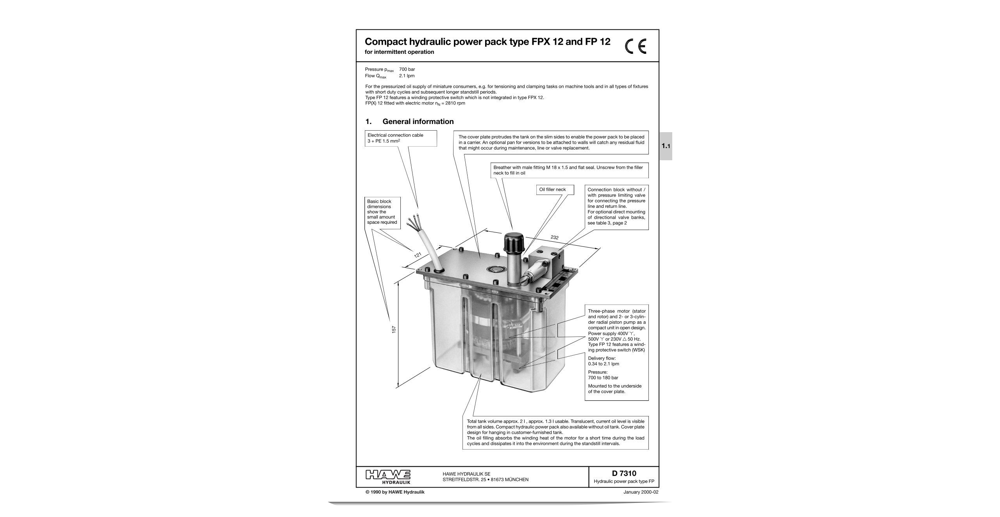 Compact hydraulic power pack type FPX 12 and FP 12
for intermittent operation
CE
Pressure pmax 700 bar
Flow Qmax 2.1 lpm
For the pressurized oil supply of miniature consumers, e.g. for tensioning and clamping tasks on machine tools and in all types of fixtures
with short duty cycles and subsequent longer standstill periods.
Type FP 12 features a winding protective switch which is not integrated in type FPX 12.
FP(X) 12 fitted with electric motor nN = 2810 rpm
1. General information
Electrical connection cable
3 + PE 1.5 mm²
The cover plate protrudes the tank on the slim sides to enable the power pack to be placed
in a carrier. An optional pan for versions to be attached to walls will catch any residual fluid
that might occur during maintenance, line or valve replacement.
1.1
Breather with male fitting M 18 x 1.5 and flat seal. Unscrew from the filler
neck to fill in oil
Oil filler neck
Connection block without /
with pressure limiting valve
for connecting the pressure
line and return line.
For optional direct mounting
of directional valve banks,
see table 3, page 2
Basic block
dimensions
show the
small amount
space required
232
121
157
Three-phase motor (stator
and rotor) and 2- or 3-cylin-
der radial piston pump as a
compact unit in open design.
Power supply 400V Y,
500V Y or 230V △ 50 Hz.
Type FP 12 features a wind-
ing protective switch (WSK)
Delivery flow:
0.34 to 2.1 lpm
Pressure:
700 to 180 bar
Mounted to the underside
of the cover plate.
Total tank volume approx. 2 l , approx. 1.3 l usable. Translucent, current oil level is visible
from all sides. Compact hydraulic power pack also available without oil tank. Cover plate
design for hanging in customer-furnished tank.
The oil filling absorbs the winding heat of the motor for a short time during the load
cycles and dissipates it into the environment during the standstill intervals.
HAWE
HYDRAULIK
HAWE HYDRAULIK SE
STREITFELDSTR. 25 • 81673 MÜNCHEN
D 7310
Hydraulic power pack type FP
© 1990 by HAWE Hydraulik
January 2000-02